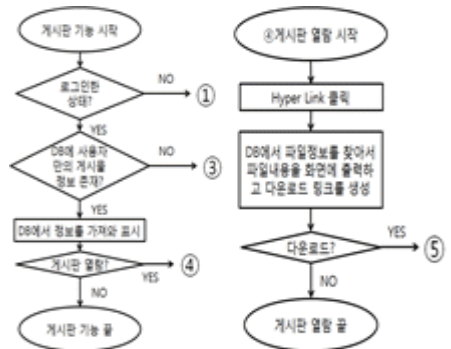 게시판 기능 시작
로그인한
상태?
NO
①
YES
DB에 사용자
만의 게시물
정보 존재?
NO
③
YES
DB에서 정보를 가져와 표시
게시판 열람?
④
YES
NO
게시판 기능 끝
④게시판 열람 시작
Hyper Link 클릭
DB에서 파일정보를 찾아서
파일내용을 화면에 출력하
고 다운로드 링크를 생성
다운로드?
YES
⑤
NO
게시판 열람 끝